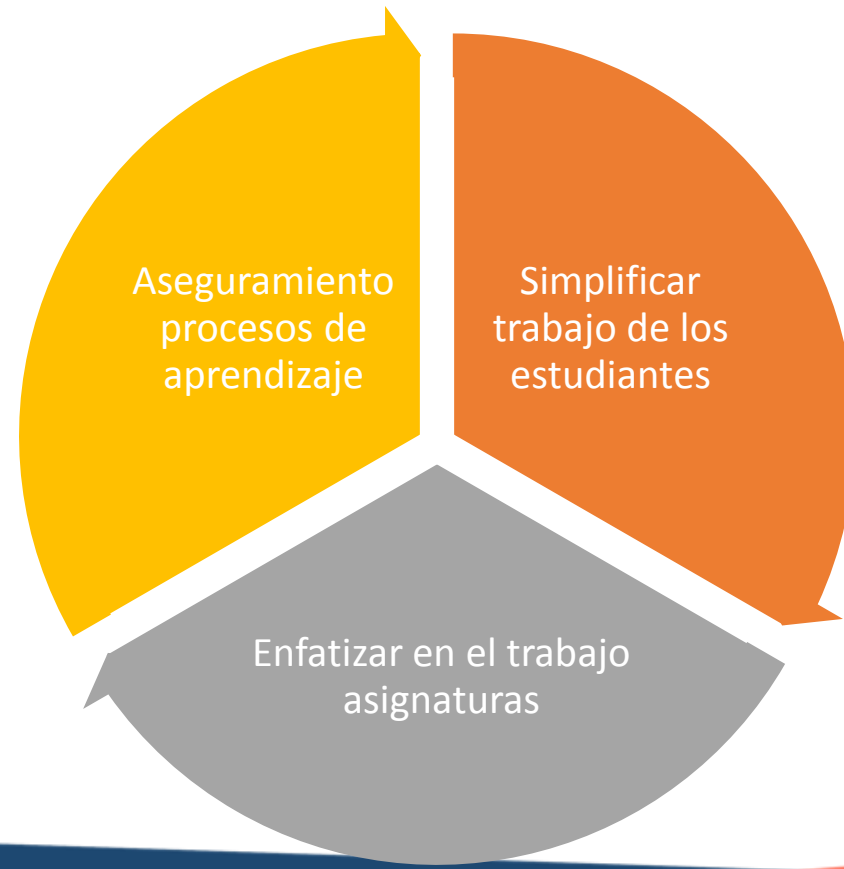 Aseguramiento
procesos de
aprendizaje
Simplificar
trabajo de los
estudiantes
Enfatizar en el trabajo
asignaturas